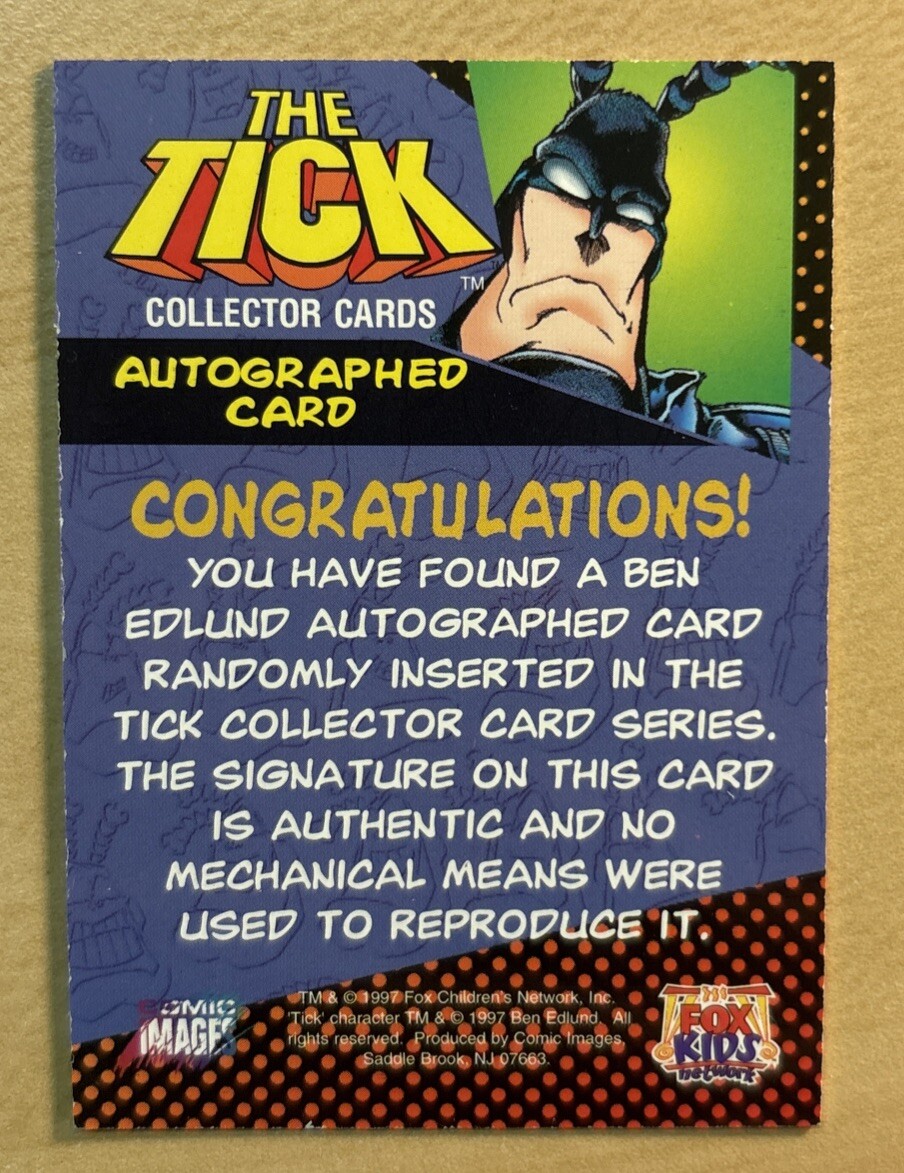 THE
TICK
TM
COLLECTOR CARDS
AUTOGRAPHED
CARD
CONGRATULATIONS!
YOU HAVE FOUND A BEN
EDLUND AUTOGRAPHED CARD
RANDOMLY INSERTED IN THE
TICK COLLECTOR CARD SERIES.
THE SIGNATURE ON THIS CARD
IS AUTHENTIC AND NO
MECHANICAL MEANS WERE
USED TO REPRODUCE IT.
COMIC
IMAGES
TM & © 1997 Fox Children's Network, Inc.
'Tick' character TM & © 1997 Ben Edlund. All
rights reserved. Produced by Comic Images,
Saddle Brook, NJ 07663.
FOX
KIDS
network